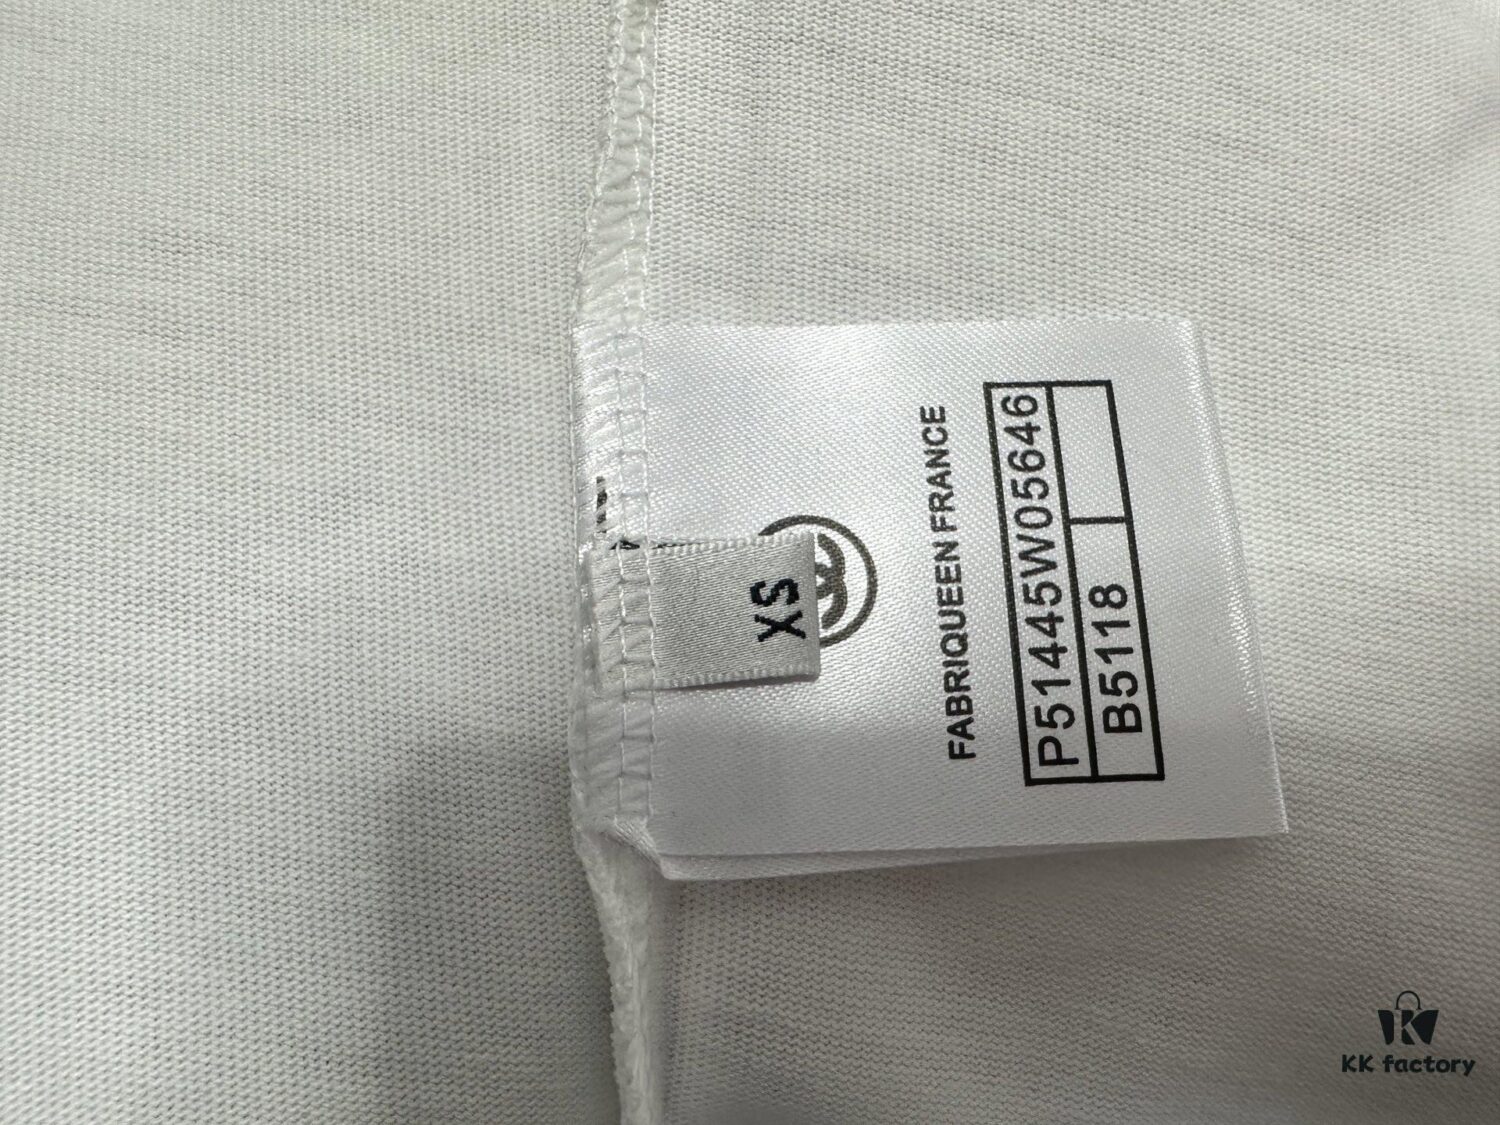 XS
FABRIQUEEN FRANCE
P51445W05646
B5118
KK factory